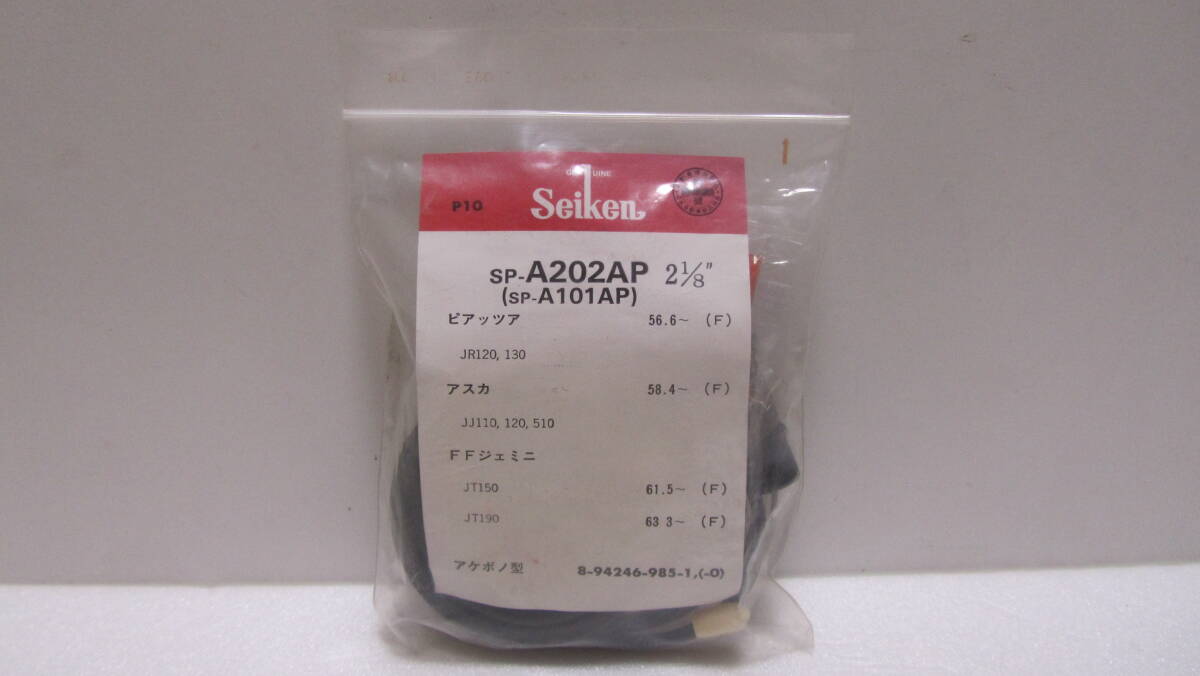 1
GENUINE
P10 Seiken
SP-A202AP 2⅛"
(SP-A101AP)
ピアッツア 56.6～ (F)
JR120, 130
アスカ 58.4～ (F)
JJ110, 120, 510
FFジェミニ
JT150 61.5～ (F)
JT190 63 3～ (F)
アケボノ型 8-94246-985-1,(-0)